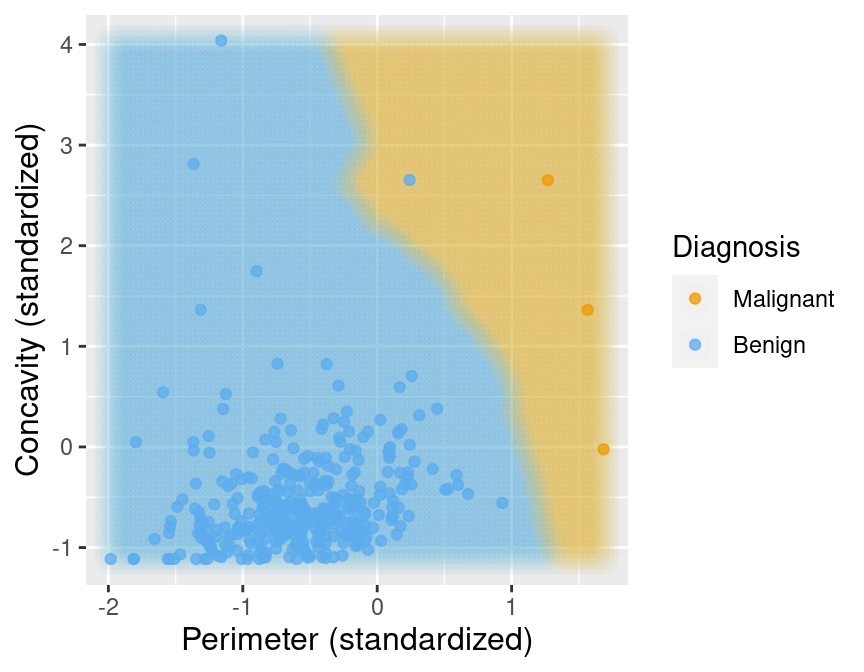 4
3
2
1
0
-1
-2
-1
0
1
Perimeter (standardized)
Concavity (standardized)
Diagnosis
Malignant
Benign